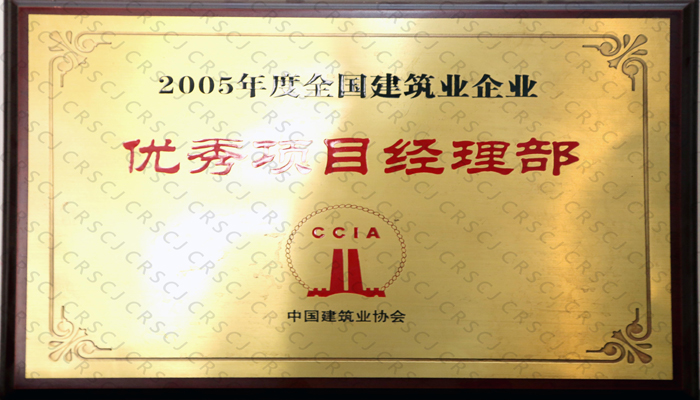 2005年度全国建筑业企业
优秀项目经理部
CCIA
中国建筑业协会
CRSCJ